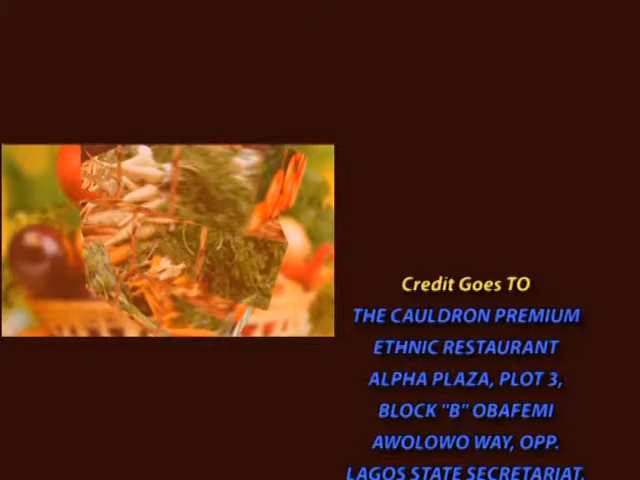 Credit Goes TO
THE CAULDRON PREMIUM
ETHNIC RESTAURANT
ALPHA PLAZA, PLOT 3,
BLOCK "B" OBAFEMI
AWOLOWO WAY, OPP.
LAGOS STATE SECRETARIAT.